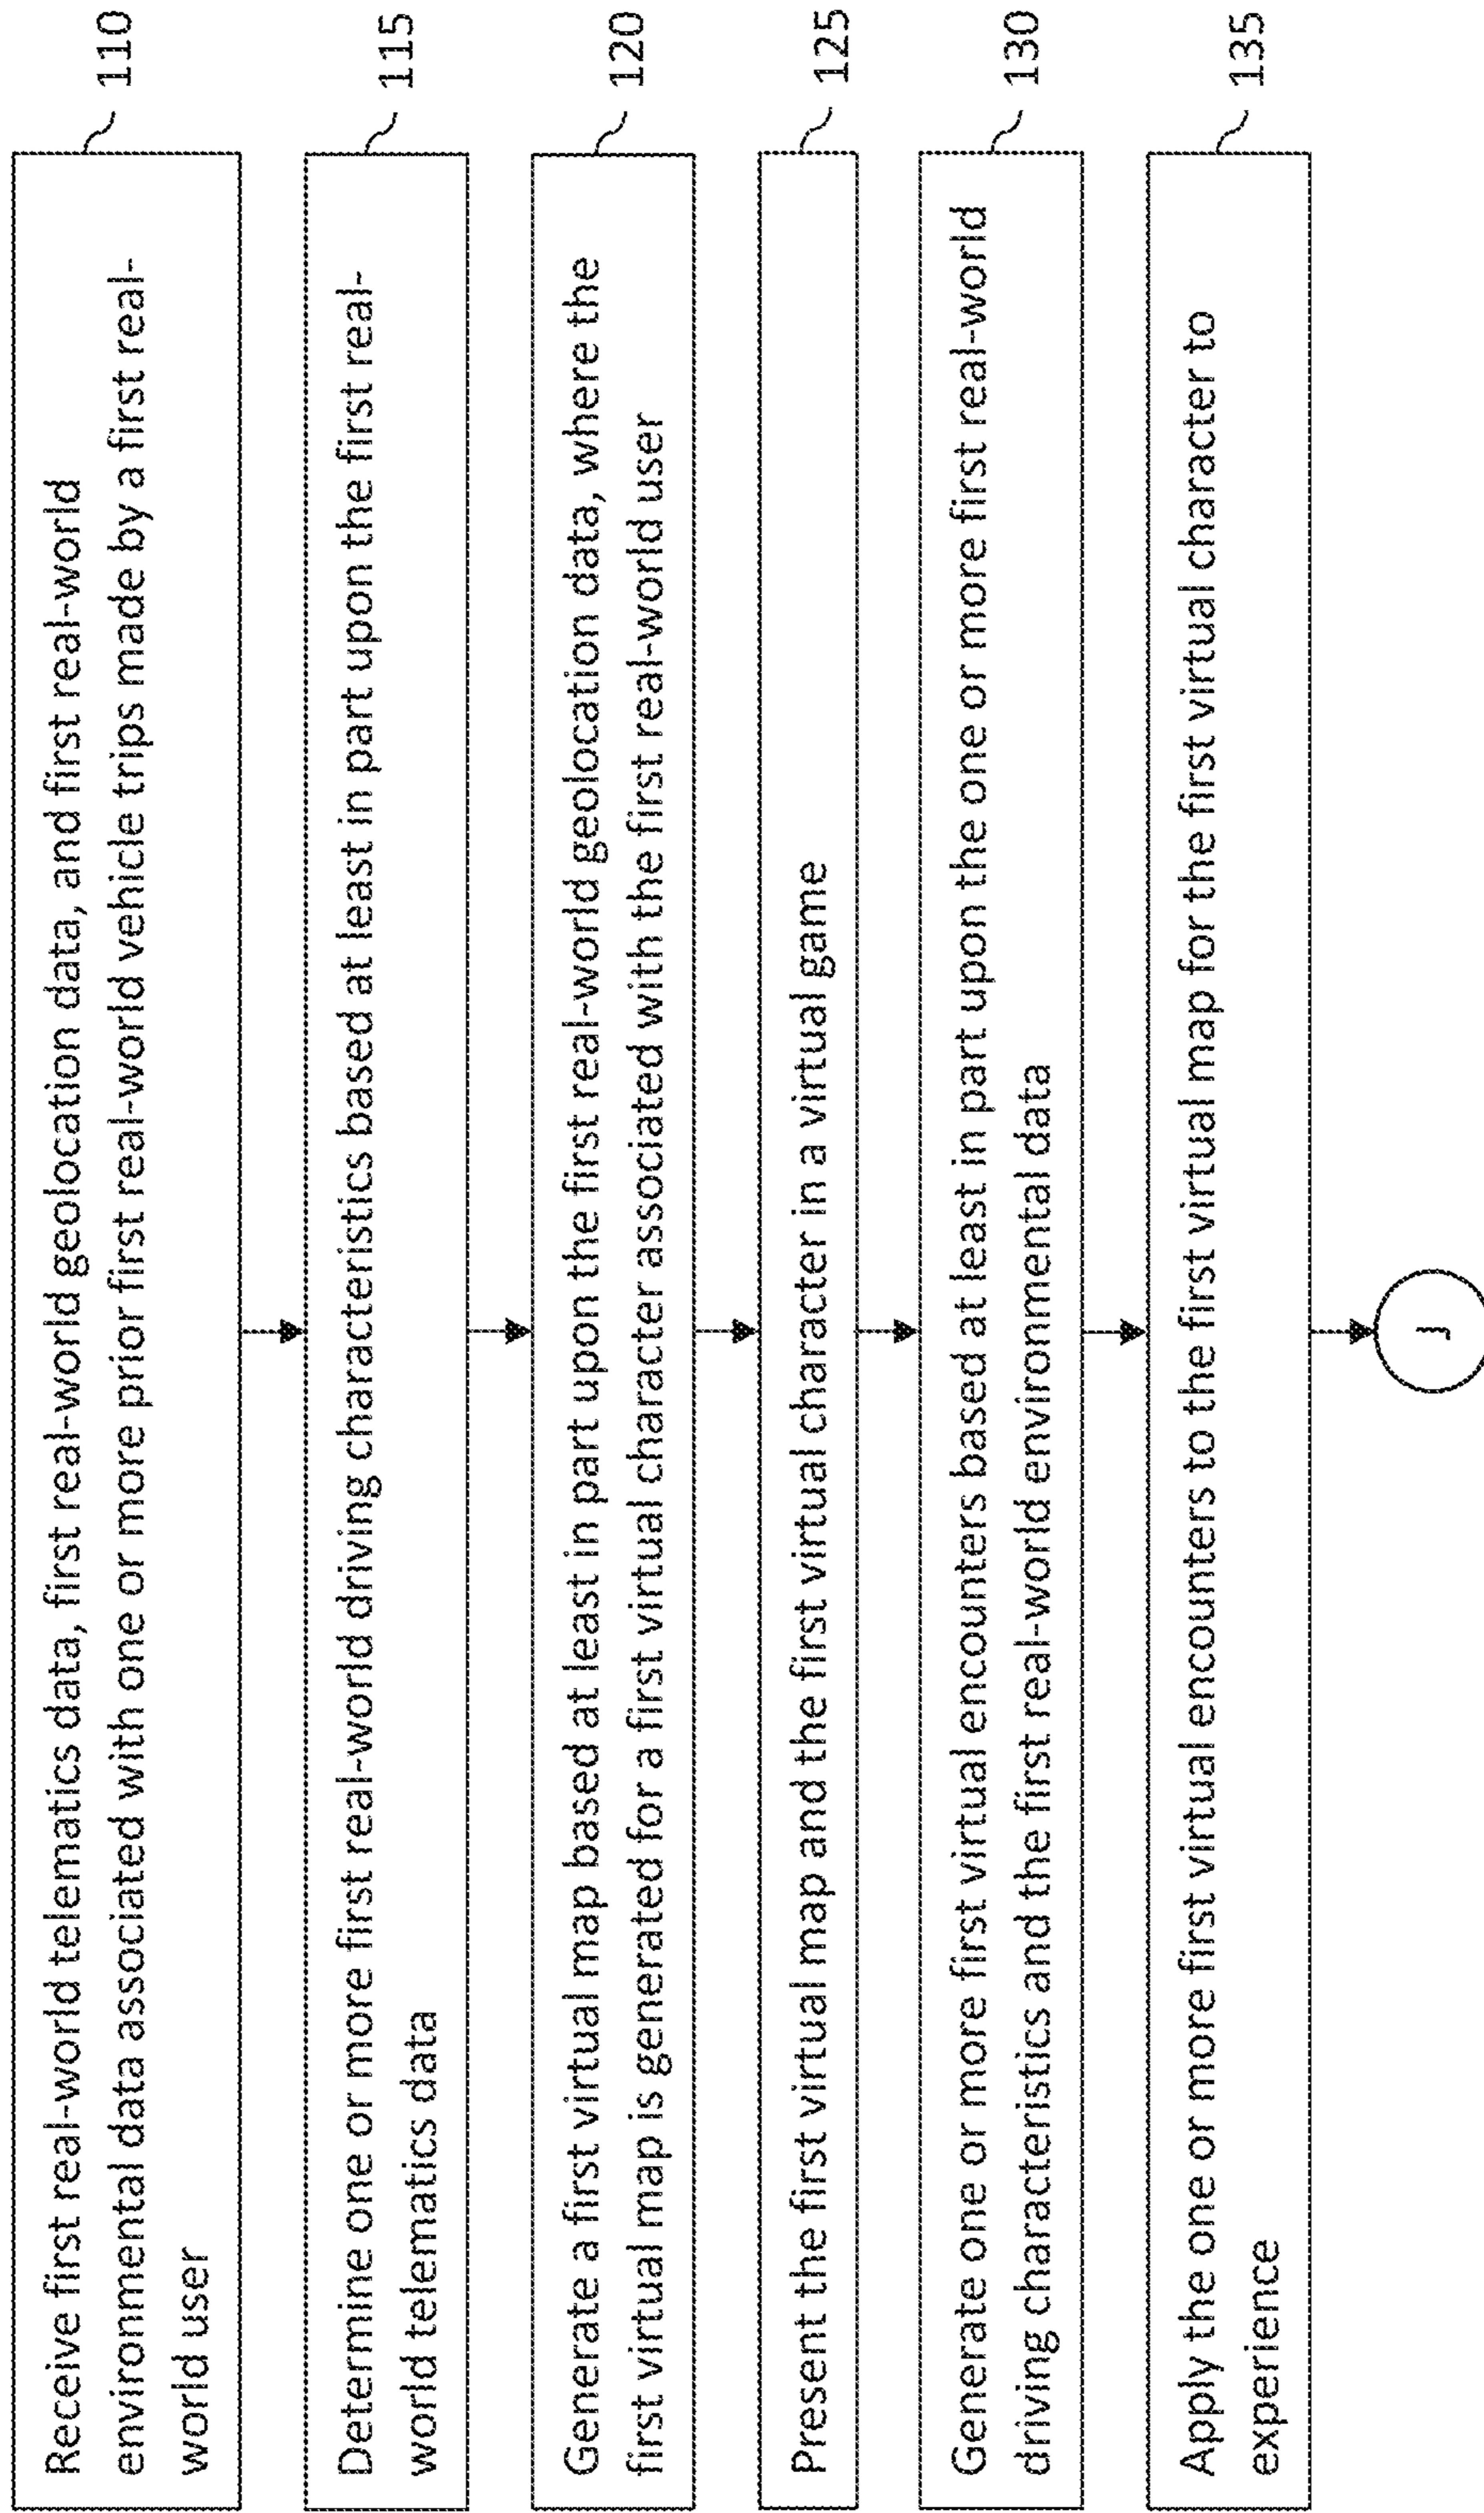 Receive first real-world telematics data, first real-world geolocation data, and first real-world
environmental data associated with one or more prior first real-world vehicle trips made by a first real-
world user
110
Determine one or more first real-world driving characteristics based at least in part upon the first real-
world telematics data
115
Generate a first virtual map based at least in part upon the first real-world geolocation data, where the
first virtual map is generated for a first virtual character associated with the first real-world user
120
Present the first virtual map and the first virtual character in a virtual game
125
Generate one or more first virtual encounters based at least in part upon the one or more first real-world
driving characteristics and the first real-world environmental data
130
Apply the one or more first virtual encounters to the first virtual map for the first virtual character to
experience
135